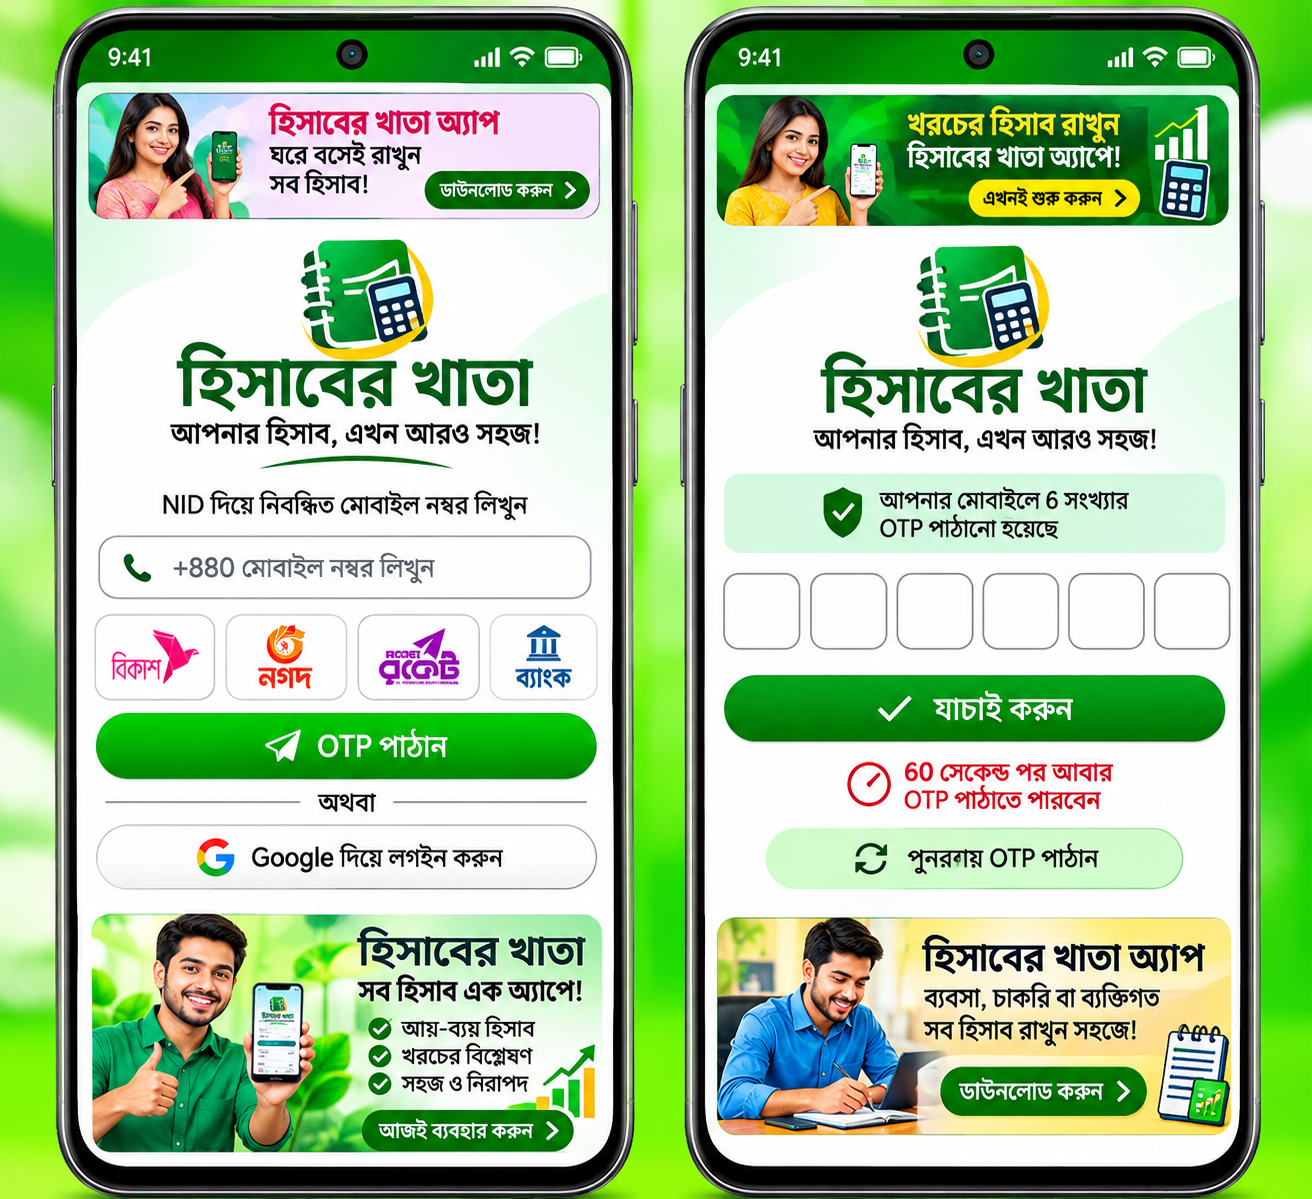 9:41
হিসাবের খাতা অ্যাপ
ঘরে বসেই রাখুন
সব হিসাব!
ডাউনলোড করুন
হিসাবের খাতা
আপনার হিসাব, এখন আরও সহজ!
NID দিয়ে নিবন্ধিত মোবাইল নম্বর লিখুন
+880 মোবাইল নম্বর লিখুন
বিকাশ
নগদ
রকেট
ব্যাংক
OTP পাঠান
অথবা
Google দিয়ে লগইন করুন
হিসাবের খাতা
সব হিসাব এক অ্যাপে!
আয়-ব্যয় হিসাব
খরচের বিশ্লেষণ
সহজ ও নিরাপদ
আজই ব্যবহার করুন
9:41
খরচের হিসাব রাখুন
হিসাবের খাতা অ্যাপে!
এখনই শুরু করুন
হিসাবের খাতা
আপনার হিসাব, এখন আরও সহজ!
আপনার মোবাইলে 6 সংখ্যার
OTP পাঠানো হয়েছে
যাচাই করুন
60 সেকেন্ড পর আবার
OTP পাঠাতে পারবেন
OTP পাঠান
হিসাবের খাতা অ্যাপ
ব্যবসা, চাকরি বা ব্যক্তিগত
সব হিসাব রাখুন সহজে!
ডাউনলোড করুন